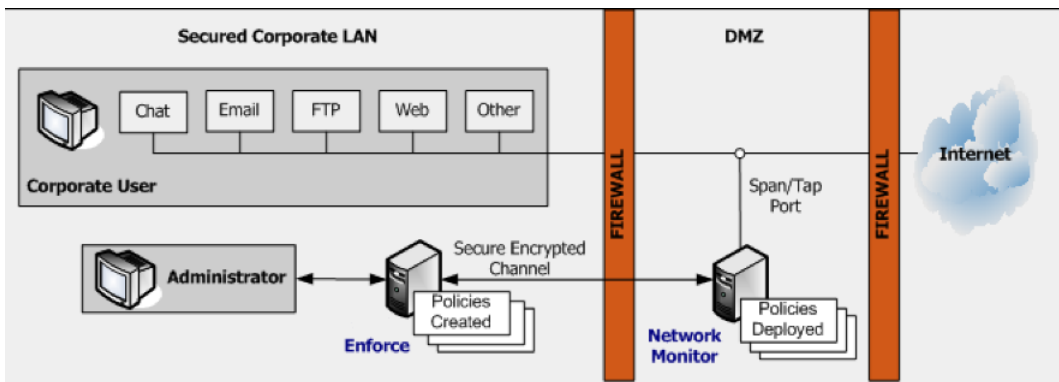 Secured Corporate LAN
DMZ
Chat
Email
FTP
Web
Other
Corporate User
FIREWALL
FIREWALL
Internet
Span/Tap
Port
Administrator
Secure Encrypted
Channel
Policies
Created
Enforce
Policies
Deployed
Network
Monitor